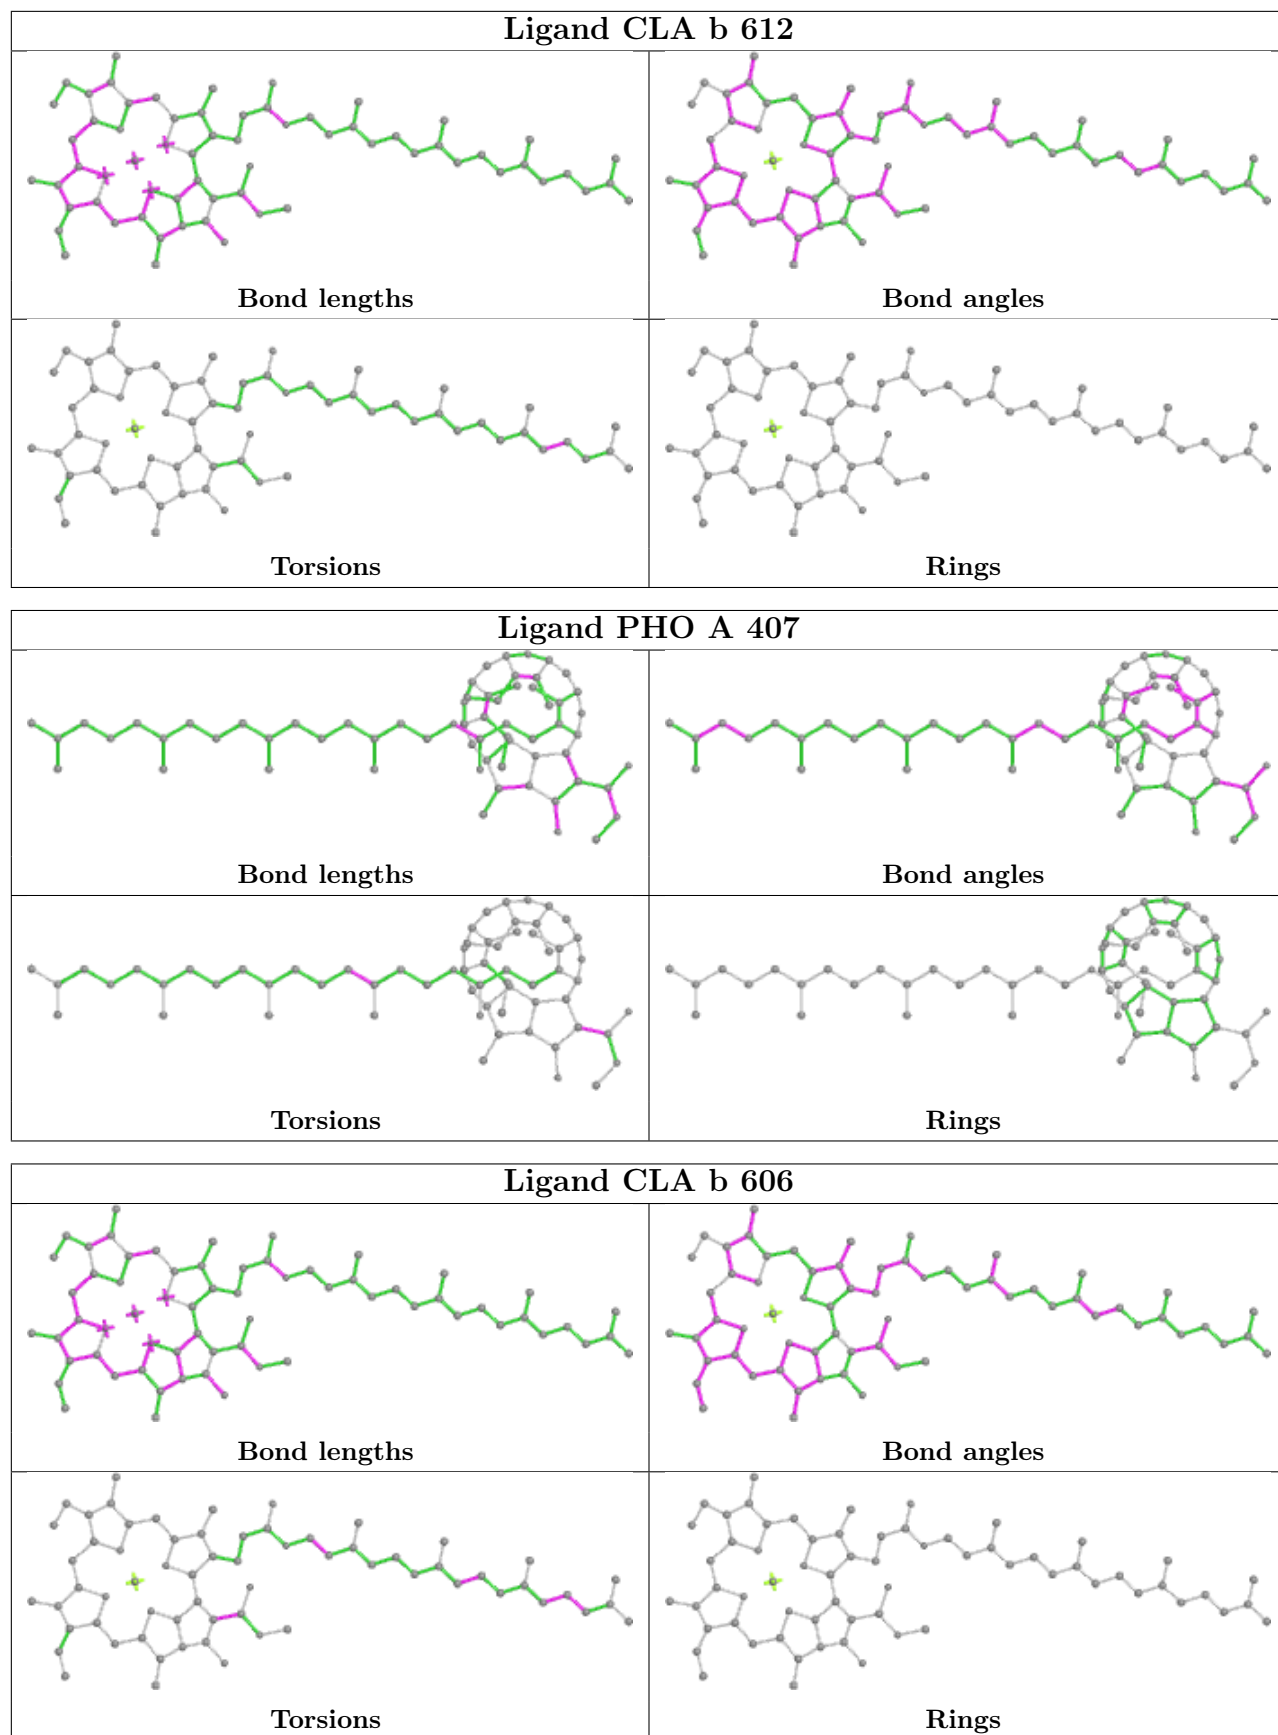 Ligand CLA b 612
Bond lengths
Bond angles
Torsions
Rings
Ligand PHO A 407
Bond lengths
Bond angles
Torsions
Rings
Ligand CLA b 606
Bond lengths
Bond angles
Torsions
Rings